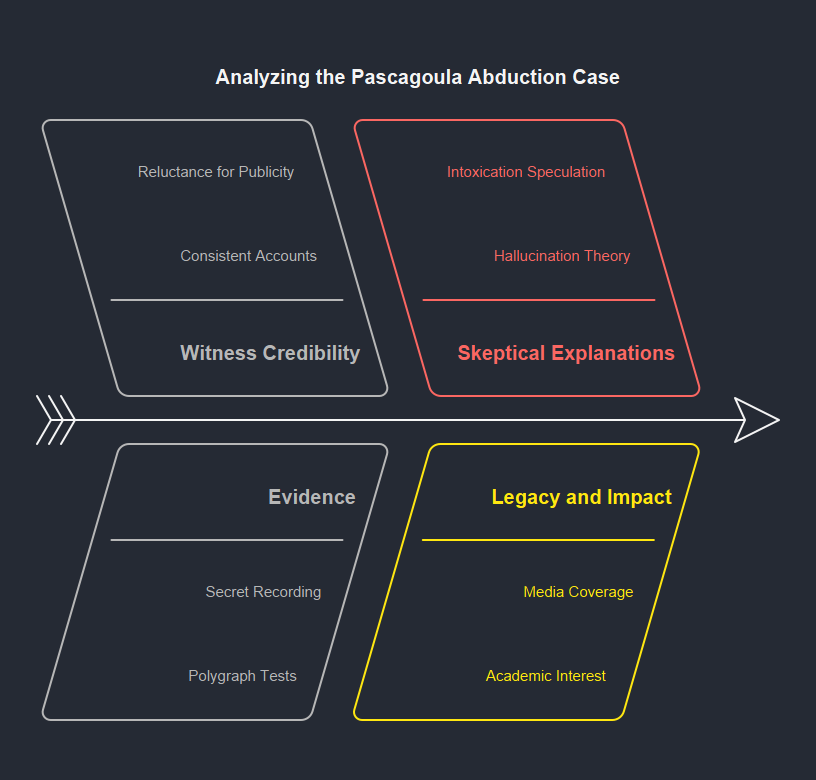 Analyzing the Pascagoula Abduction Case
Reluctance for Publicity
Consistent Accounts
Witness Credibility
Intoxication Speculation
Hallucination Theory
Skeptical Explanations
Evidence
Secret Recording
Polygraph Tests
Legacy and Impact
Media Coverage
Academic Interest